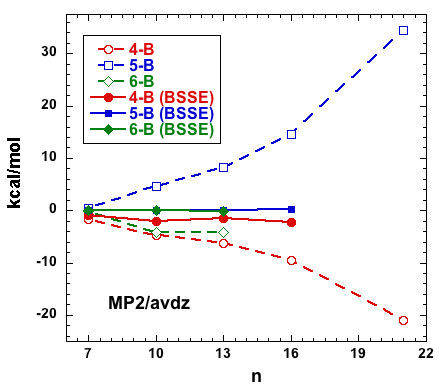 kcal/mol
30
20
10
0
-10
-20
4-B
5-B
6-B
4-B (BSSE)
5-B (BSSE)
6-B (BSSE)
MP2/avdz
7 10 13 16 19 22
n